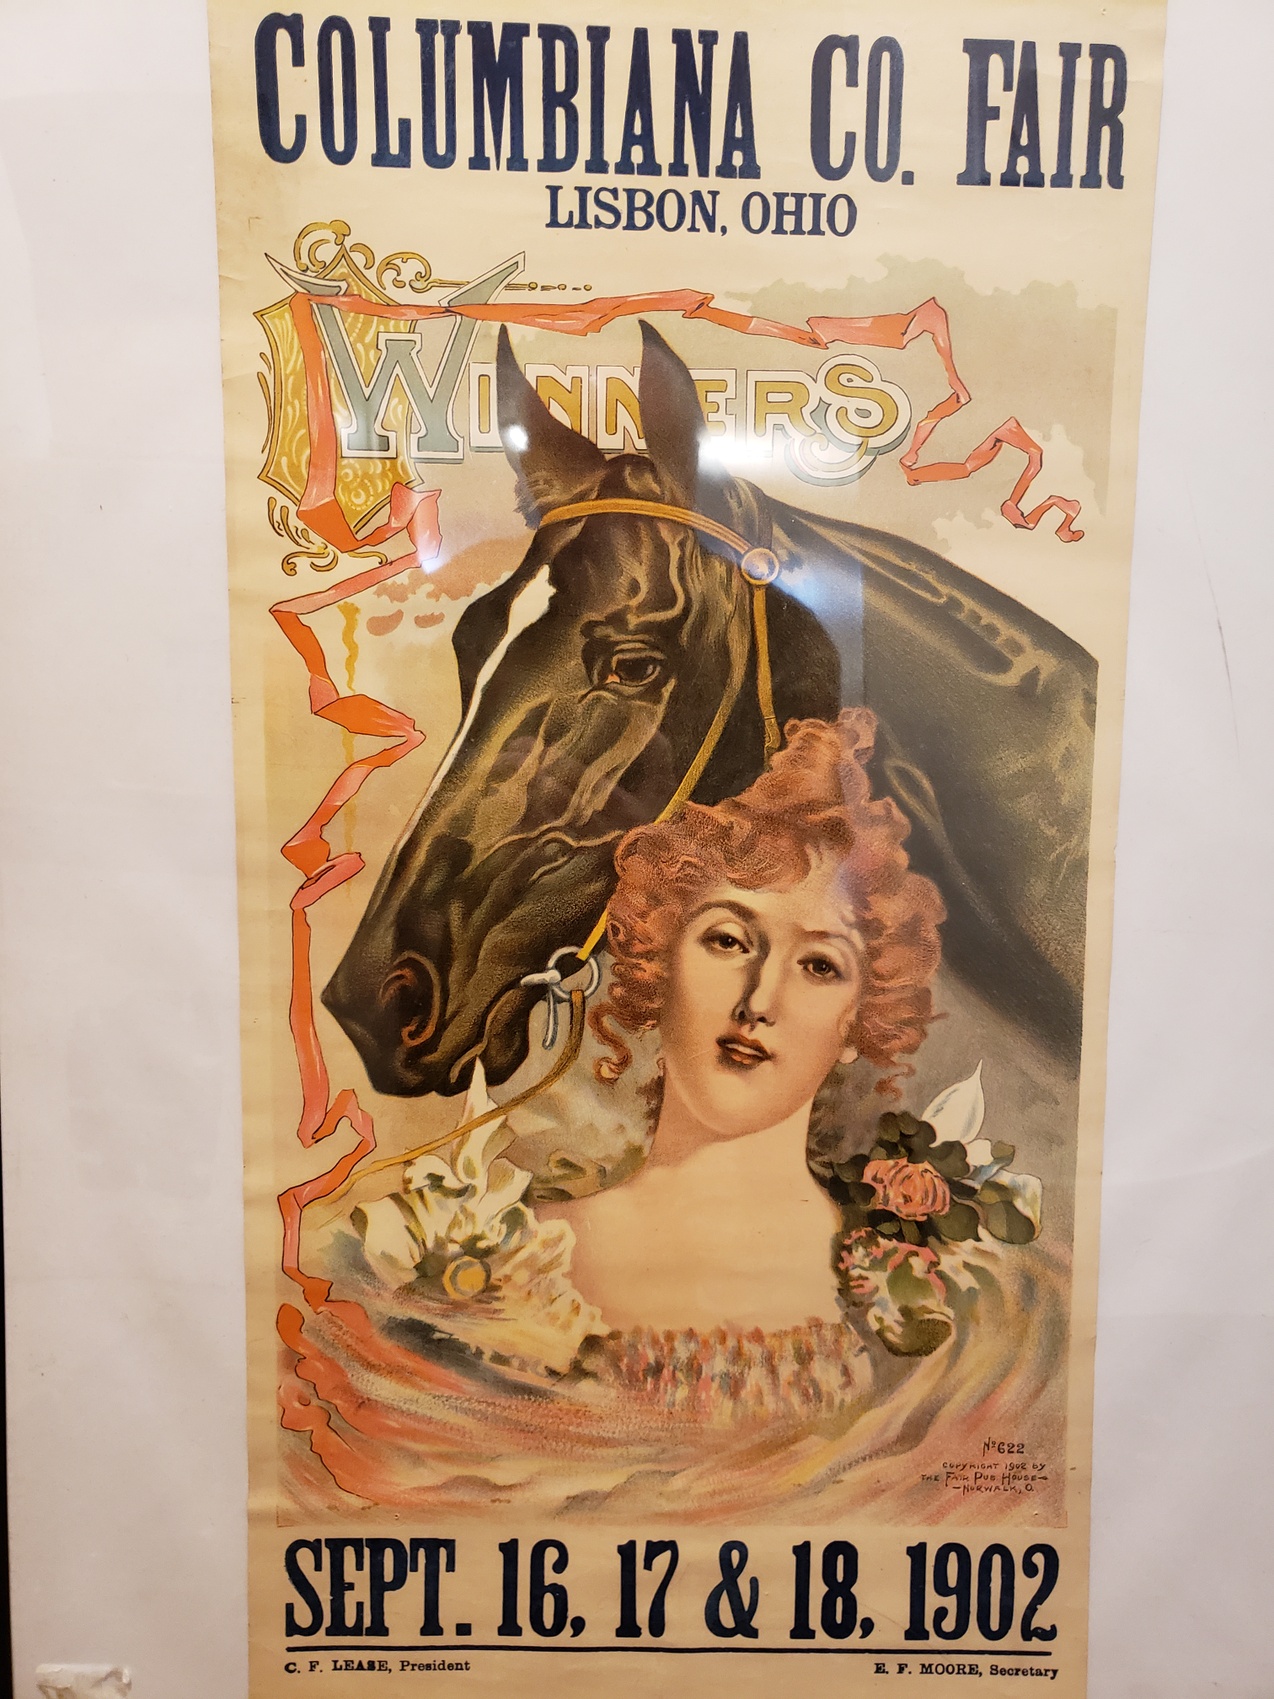 COLUMBIANA CO. FAIR
LISBON, OHIO
WINNERS
Nº 622
COPYRIGHT 1902 BY
THE FAIR PUB HOUSE
NORWALK, O.
SEPT. 16, 17 & 18, 1902
C. F. LEASE, President
E. F. MOORE, Secretary